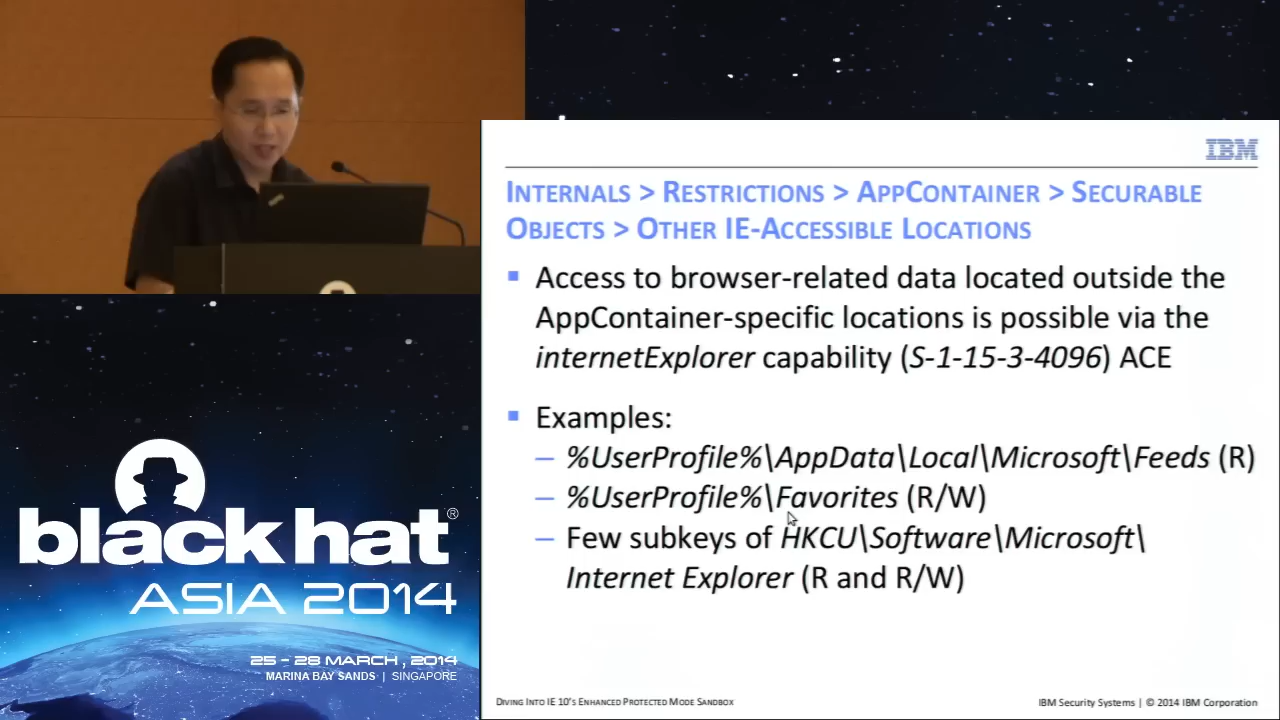 IBM
INTERNALS > RESTRICTIONS > APPCONTAINER > SECURABLE
OBJECTS > OTHER IE-ACCESSIBLE LOCATIONS
Access to browser-related data located outside the
AppContainer-specific locations is possible via the
internetExplorer capability (S-1-15-3-4096) ACE
Examples:
– %UserProfile%\AppData\Local\Microsoft\Feeds (R)
– %UserProfile%\Favorites (R/W)
– Few subkeys of HKCU\Software\Microsoft\
Internet Explorer (R and R/W)
DIVING INTO IE 10'S ENHANCED PROTECTED MODE SANDBOX
IBM Security Systems | © 2014 IBM Corporation
black hat®
ASIA 2014
25 - 28 MARCH , 2014
MARINA BAY SANDS | SINGAPORE